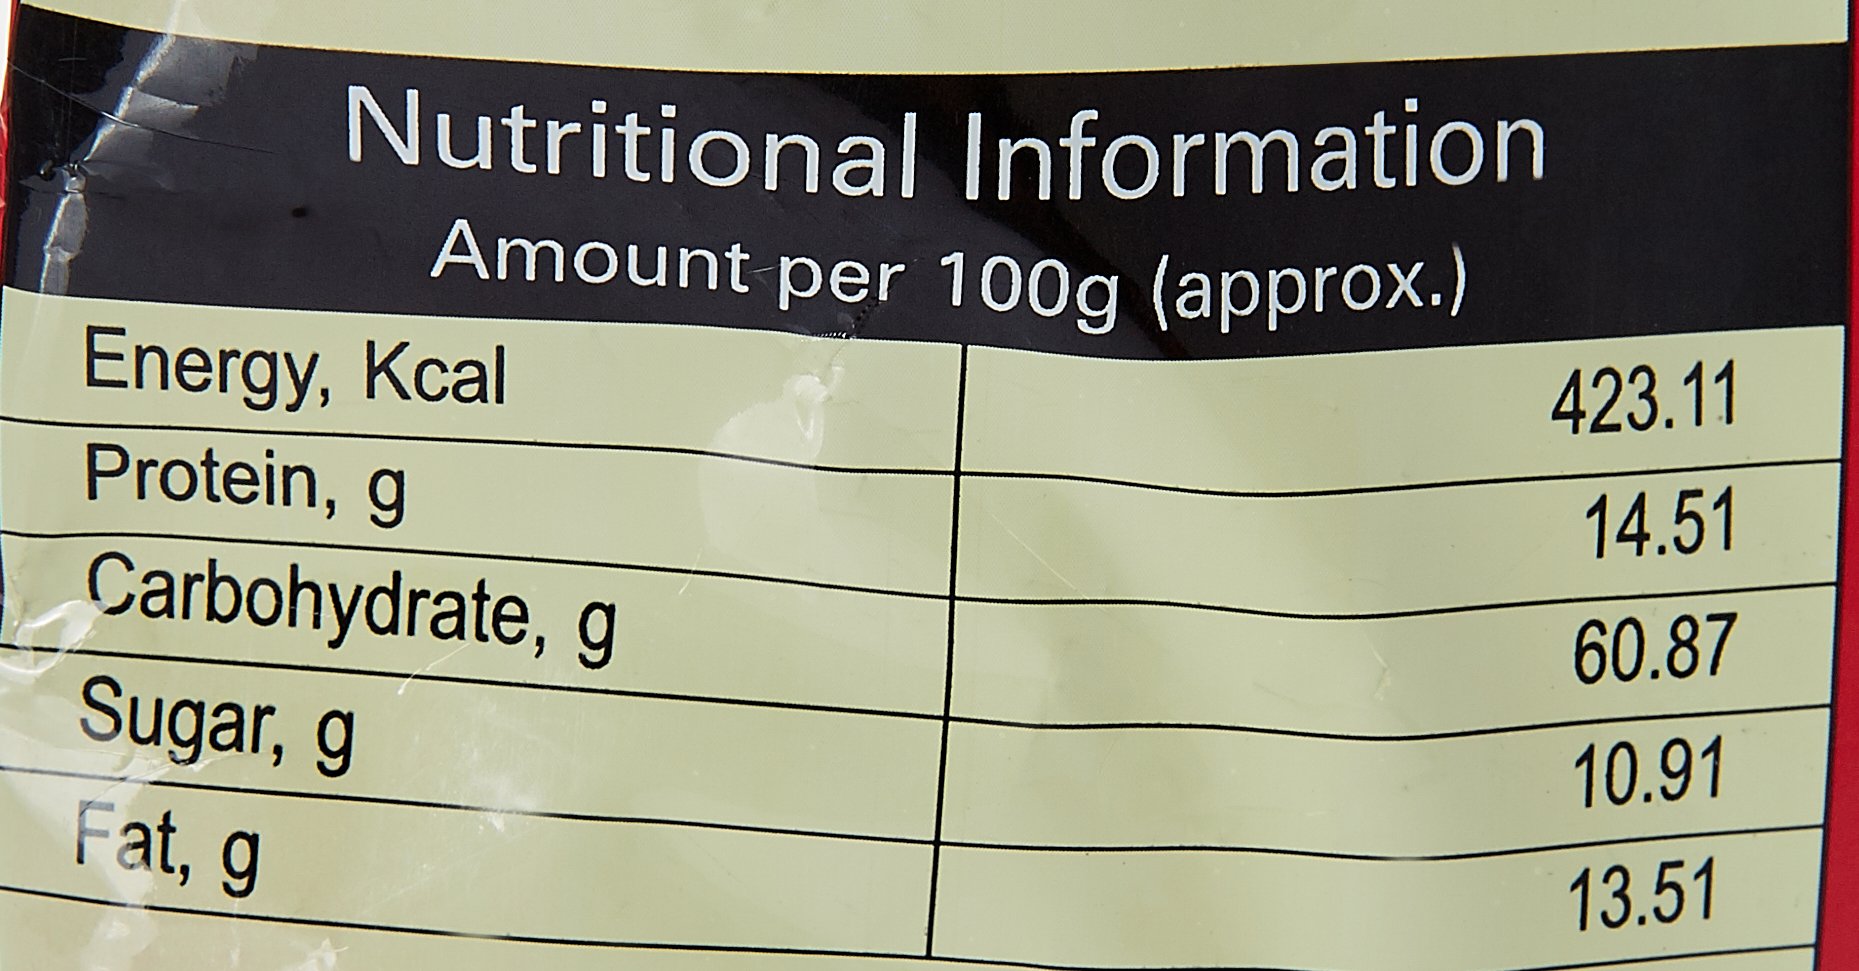 Nutritional Information
Amount per 100g (approx.)
Energy, Kcal 423.11
Protein, g 14.51
Carbohydrate, g 60.87
Sugar, g 10.91
Fat, g 13.51